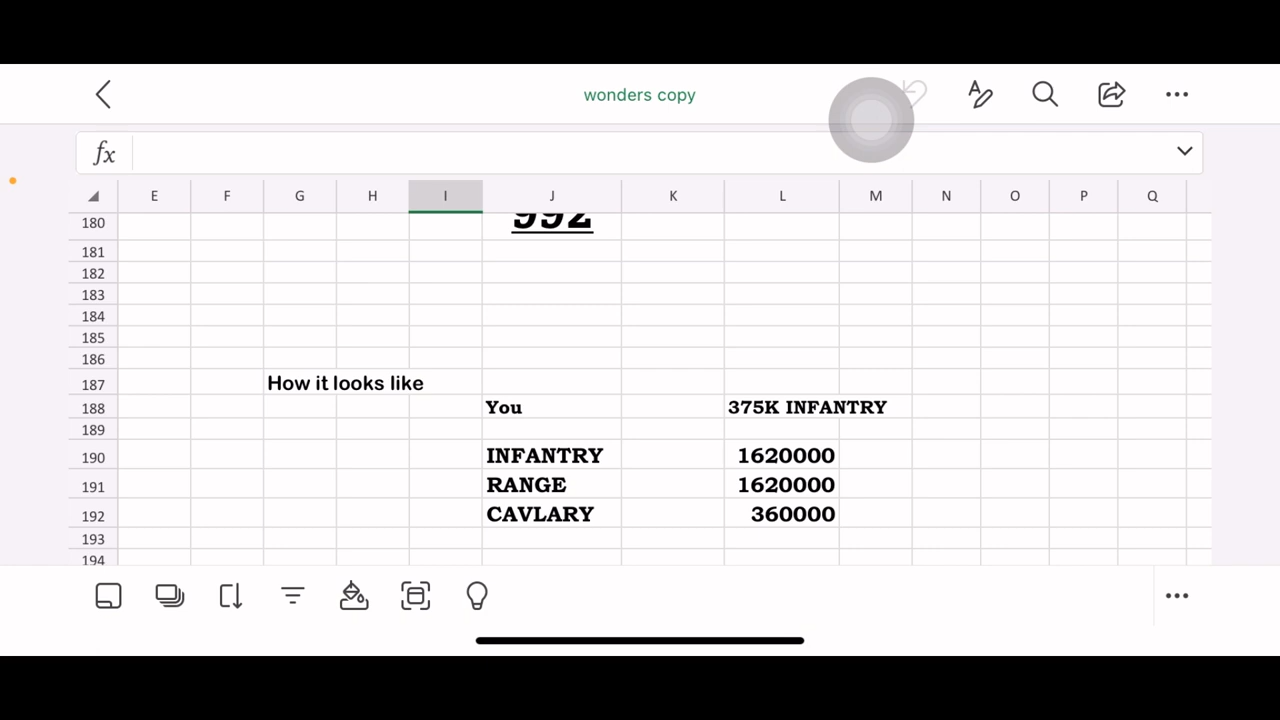 wonders copy
fx
E F G H I J K L M N O P Q
180 992
181
182
183
184
185
186
187 How it looks like
188 You 375K INFANTRY
189
190 INFANTRY 1620000
191 RANGE 1620000
192 CAVLARY 360000
193
194